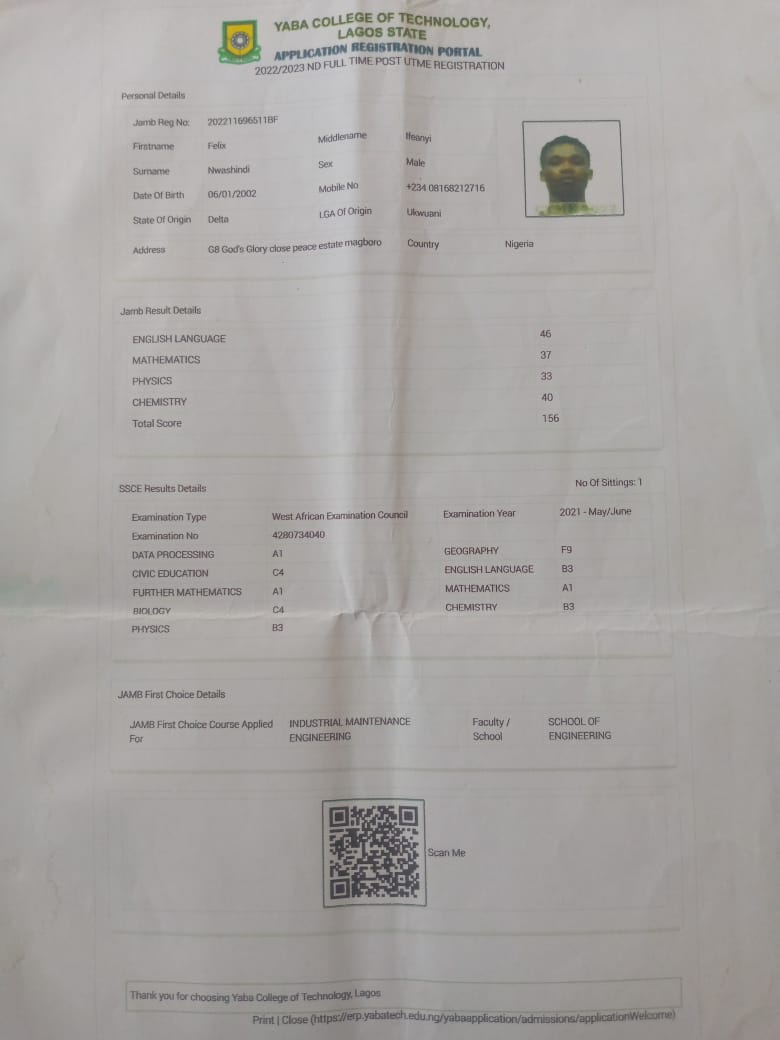 YABA COLLEGE OF TECHNOLOGY,
LAGOS STATE
APPLICATION REGISTRATION PORTAL
2022/2023 ND FULL TIME POST UTME REGISTRATION
Personal Details
Jamb Reg No: 202211696511BF
Firstname Felix Middlename Ifeanyi
Surname Nwashindi Sex Male
Date Of Birth 06/01/2002 Mobile No +234 08168212716
State Of Origin Delta LGA Of Origin Ukwuani
Address G8 God's Glory close peace estate magboro Country Nigeria
Jamb Result Details
ENGLISH LANGUAGE 46
MATHEMATICS 37
PHYSICS 33
CHEMISTRY 40
Total Score 156
SSCE Results Details No Of Sittings: 1
Examination Type West African Examination Council Examination Year 2021 - May/June
Examination No 4280734040
DATA PROCESSING A1 GEOGRAPHY F9
CIVIC EDUCATION C4 ENGLISH LANGUAGE B3
FURTHER MATHEMATICS A1 MATHEMATICS A1
BIOLOGY C4 CHEMISTRY B3
PHYSICS B3
JAMB First Choice Details
JAMB First Choice Course Applied INDUSTRIAL MAINTENANCE Faculty / SCHOOL OF
For ENGINEERING School ENGINEERING
Scan Me
Thank you for choosing Yaba College of Technology, Lagos
Print | Close (https://erp.yabatech.edu.ng/yabaapplication/admissions/applicationWelcome)